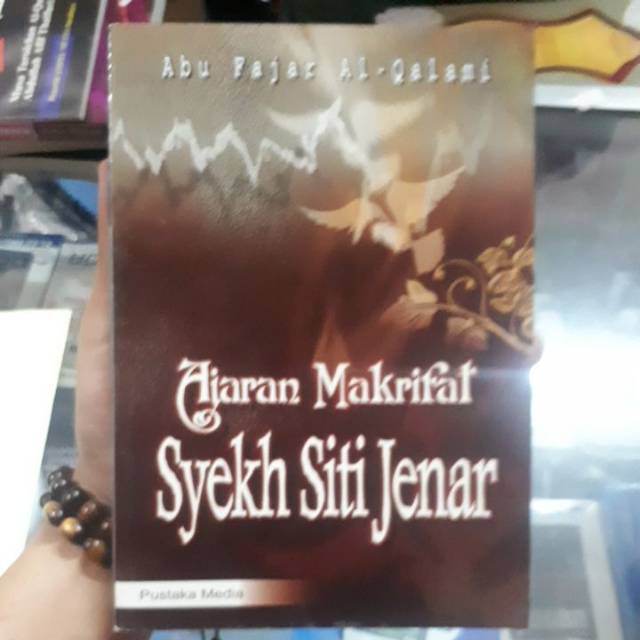 Abu Fajar Al-Qalami
Ajaran Makrifat
Syekh Siti Jenar
Pustaka Media